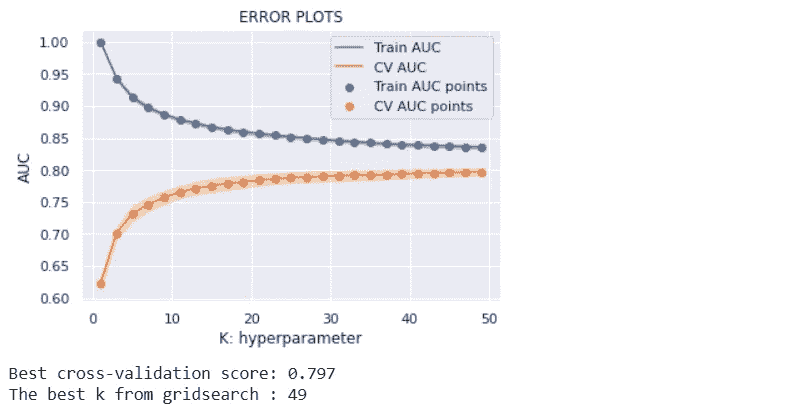 ERROR PLOTS
1.00
0.95
0.90
0.85
0.80
0.75
0.70
0.65
0.60
AUC
Train AUC
CV AUC
Train AUC points
CV AUC points
0 10 20 30 40 50
K: hyperparameter
Best cross-validation score: 0.797
The best k from gridsearch : 49